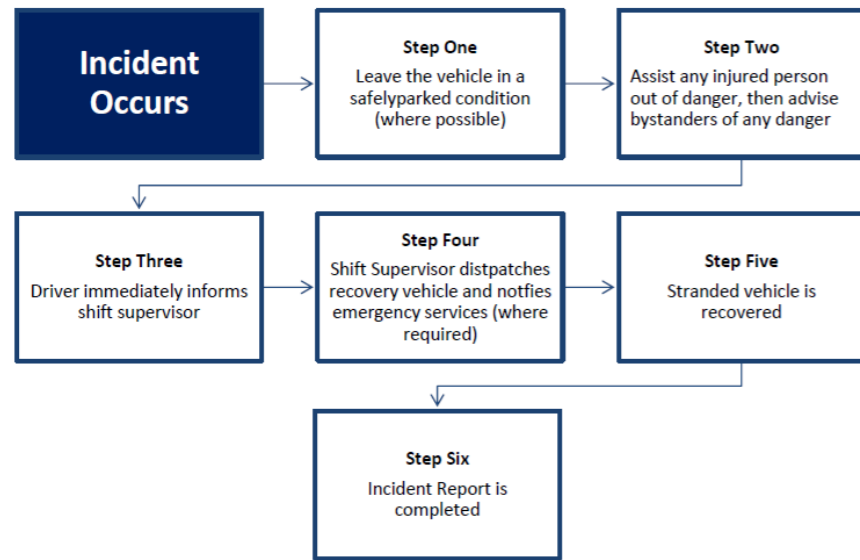 Incident
Occurs
Step One
Leave the vehicle in a
safelyparked condition
(where possible)
Step Two
Assist any injured person
out of danger, then advise
bystanders of any danger
Step Three
Driver immediately informs
shift supervisor
Step Four
Shift Supervisor distpatches
recovery vehicle and notfies
emergency services (where
required)
Step Five
Stranded vehicle is
recovered
Step Six
Incident Report is
completed